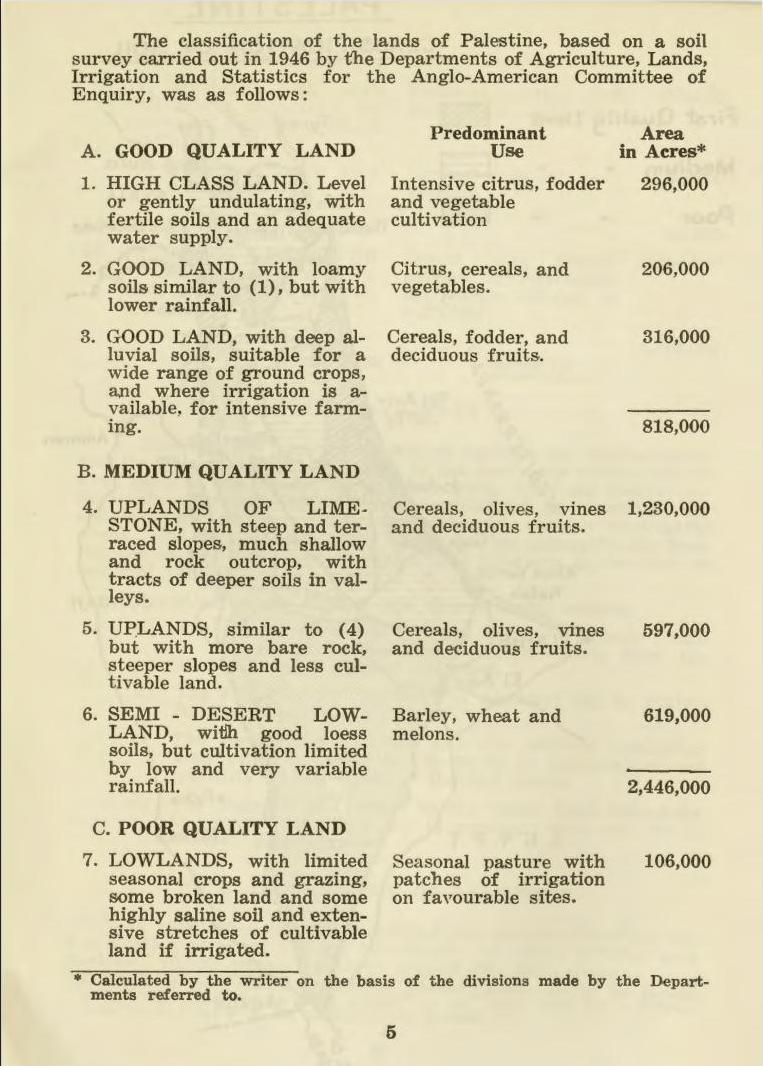 The classification of the lands of Palestine, based on a soil
survey carried out in 1946 by the Departments of Agriculture, Lands,
Irrigation and Statistics for the Anglo-American Committee of
Enquiry, was as follows:
Predominant Area
A. GOOD QUALITY LAND Use in Acres*
1. HIGH CLASS LAND. Level Intensive citrus, fodder 296,000
or gently undulating, with and vegetable
fertile soils and an adequate cultivation
water supply.
2. GOOD LAND, with loamy Citrus, cereals, and 206,000
soils similar to (1), but with vegetables.
lower rainfall.
3. GOOD LAND, with deep al- Cereals, fodder, and 316,000
luvial soils, suitable for a deciduous fruits.
wide range of ground crops,
and where irrigation is a-
vailable, for intensive farm-
ing. 818,000
B. MEDIUM QUALITY LAND
4. UPLANDS OF LIME- Cereals, olives, vines 1,230,000
STONE, with steep and ter- and deciduous fruits.
raced slopes, much shallow
and rock outcrop, with
tracts of deeper soils in val-
leys.
5. UPLANDS, similar to (4) Cereals, olives, vines 597,000
but with more bare rock, and deciduous fruits.
steeper slopes and less cul-
tivable land.
6. SEMI - DESERT LOW- Barley, wheat and 619,000
LAND, with good loess melons.
soils, but cultivation limited
by low and very variable
rainfall. 2,446,000
C. POOR QUALITY LAND
7. LOWLANDS, with limited Seasonal pasture with 106,000
seasonal crops and grazing, patches of irrigation
some broken land and some on favourable sites.
highly saline soil and exten-
sive stretches of cultivable
land if irrigated.
* Calculated by the writer on the basis of the divisions made by the Depart-
ments referred to.
5